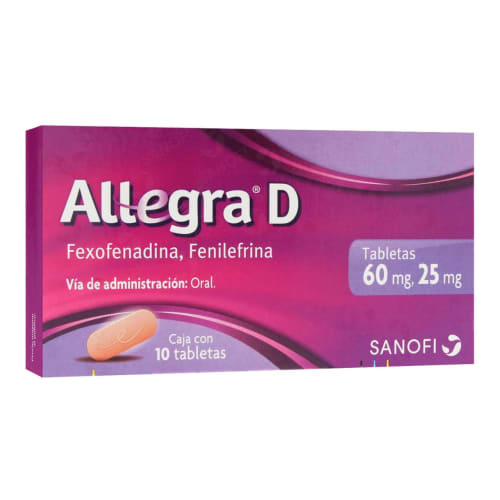 Allegra® D
Fexofenadina, Fenilefrina
Vía de administración: Oral.
Tabletas
60 mg, 25 mg
Caja con
10 tabletas
SANOFI